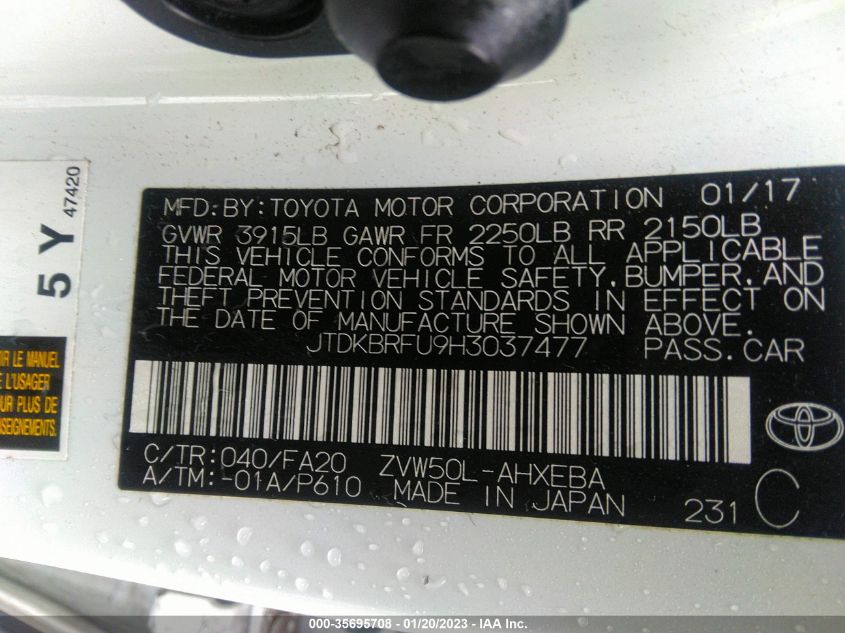 MFD.BY:TOYOTA MOTOR CORPORATION 01/17
GVWR 3915LB GAWR FR 2250LB RR 2150LB
THIS VEHICLE CONFORMS TO ALL APPLICABLE
FEDERAL MOTOR VEHICLE SAFETY,BUMPER,AND
THEFT PREVENTION STANDARDS IN EFFECT ON
THE DATE OF MANUFACTURE SHOWN ABOVE.
JTDKBRFU9H3037477 PASS.CAR
C/TR:040/FA20 ZVW50L-AHXEBA
A/TM:-01A/P610 MADE IN JAPAN
231 C
5 Y
47420
IR LE MANUEL
E L'USAGER
OUR PLUS DE
SEIGNEMENTS.
000-35695708 - 01/20/2023 - IAA Inc.